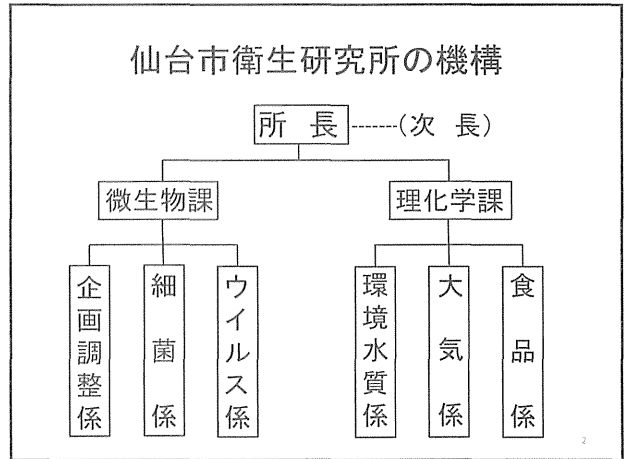 仙台市衛生研究所の機構
所 長 -------(次 長)
微生物課
理化学課
企画調整係
細菌係
ウイルス係
環境水質係
大気係
食品係
2